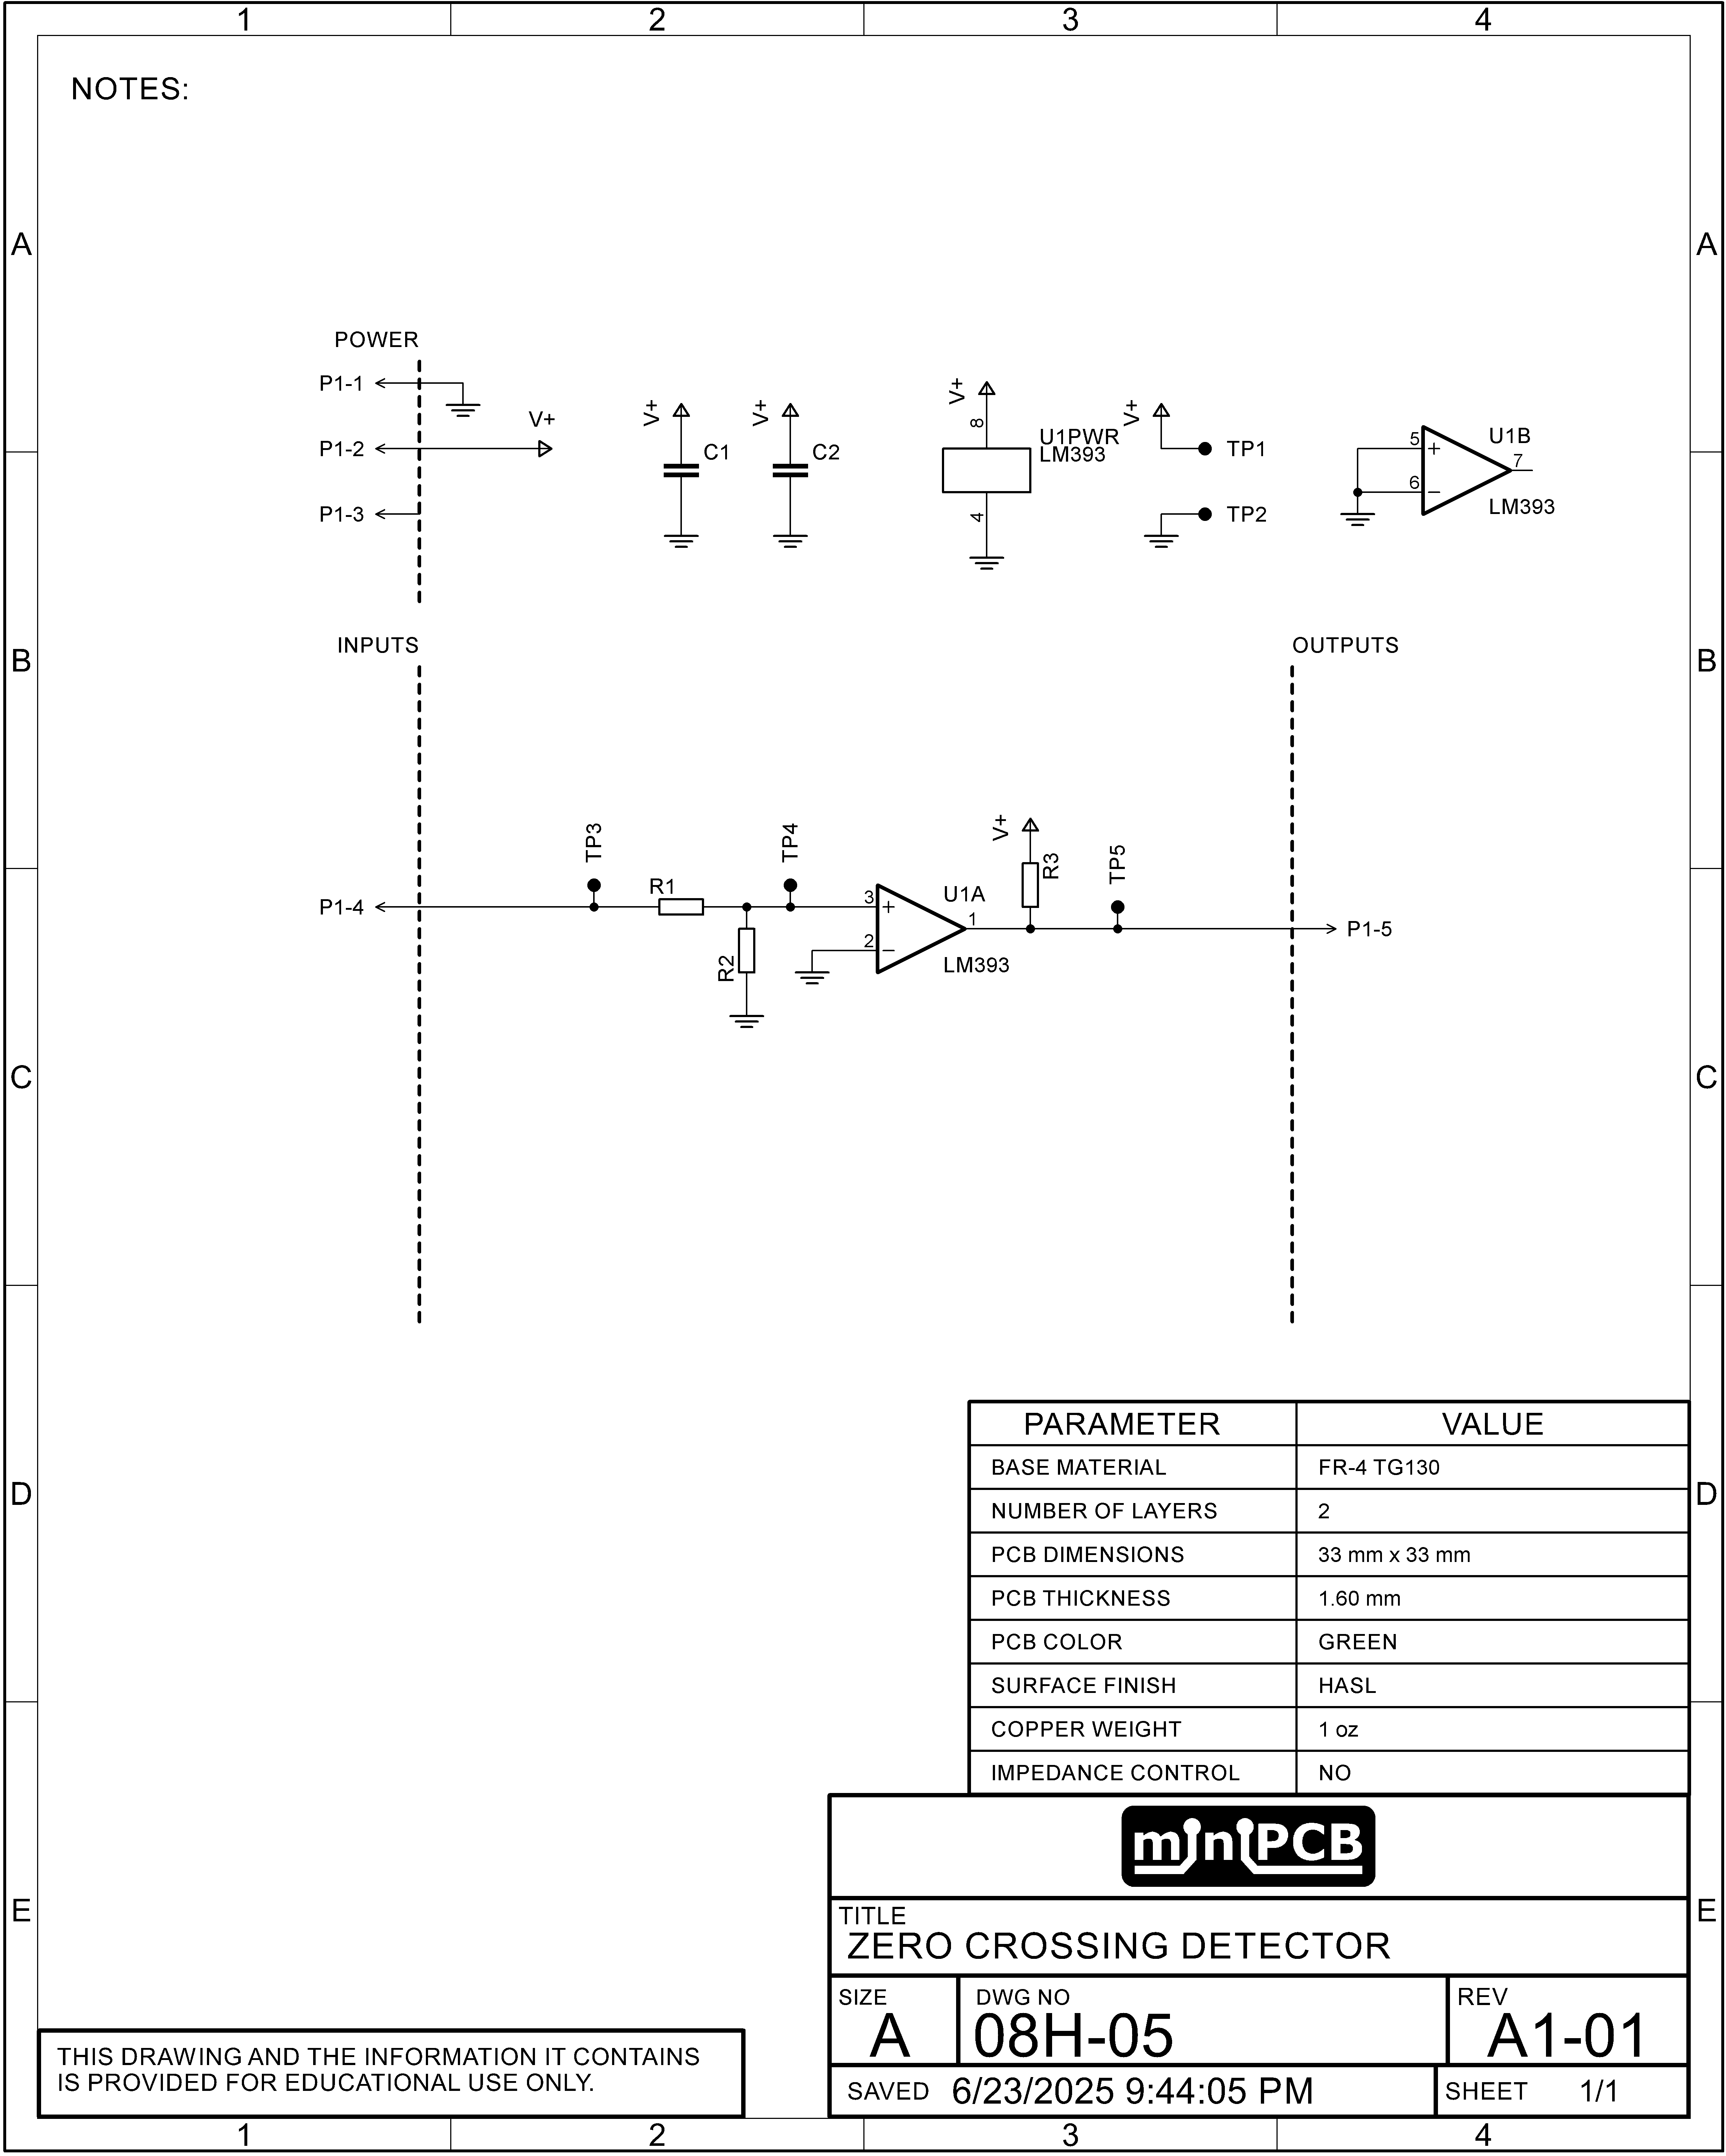 1 2 3 4
NOTES:
A A
POWER
P1-1
V+
P1-2
P1-3
V+
C1
V+
C2
V+
8
U1PWR
LM393
4
V+
TP1
TP2
5
+
6
−
7
U1B
LM393
B B
INPUTS
OUTPUTS
TP3
TP4
V+
R3
TP5
P1-4
R1
R2
3
+
2
−
U1A
1
LM393
P1-5
C C
PARAMETER VALUE
BASE MATERIAL FR-4 TG130
NUMBER OF LAYERS 2
PCB DIMENSIONS 33 mm x 33 mm
PCB THICKNESS 1.60 mm
PCB COLOR GREEN
SURFACE FINISH HASL
COPPER WEIGHT 1 oz
IMPEDANCE CONTROL NO
D D
miniPCB
TITLE
ZERO CROSSING DETECTOR
E E
SIZE
A
DWG NO
08H-05
REV
A1-01
SAVED 6/23/2025 9:44:05 PM
SHEET 1/1
THIS DRAWING AND THE INFORMATION IT CONTAINS
IS PROVIDED FOR EDUCATIONAL USE ONLY.
1 2 3 4